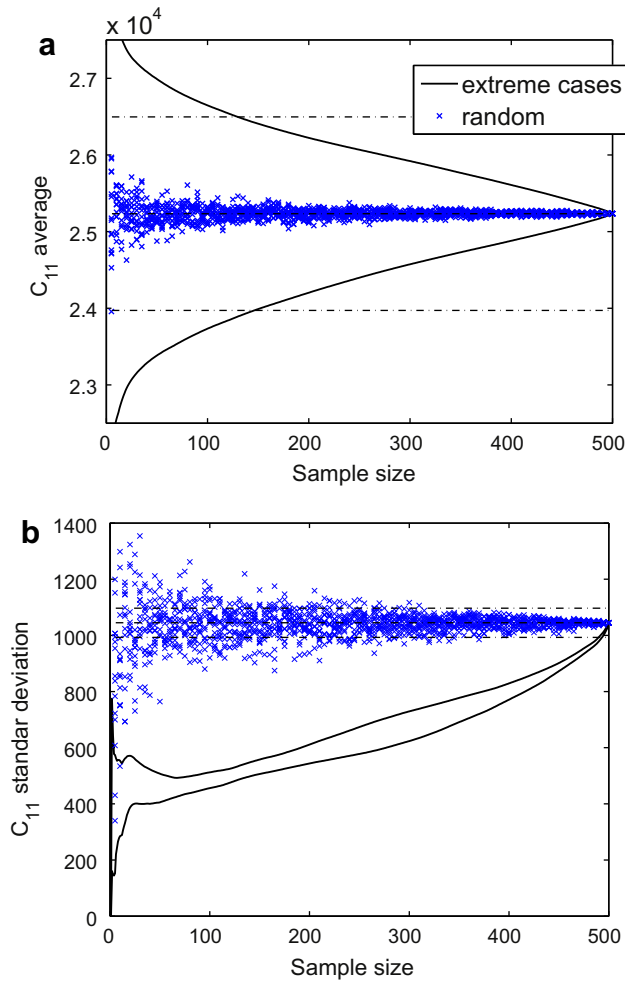 a
x 10⁴
2.7
2.6
2.5
2.4
2.3
C₁₁ average
extreme cases
random
0 100 200 300 400 500
Sample size
b
1400
1200
1000
800
600
400
200
0
C₁₁ standar deviation
0 100 200 300 400 500
Sample size